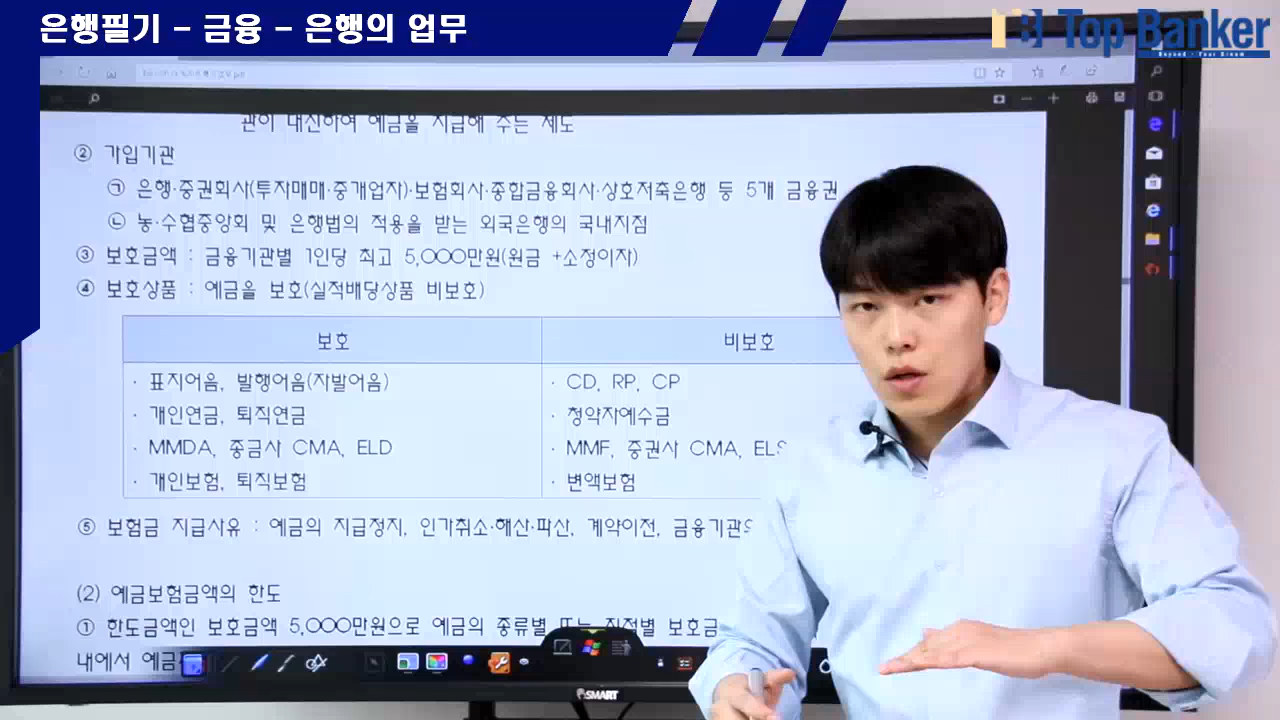 은행필기 - 금융 - 은행의 업무
Top Banker
관이 대신하여 예금을 지급해 주는 제도
② 가입기관
㉠ 은행·증권회사(투자매매·중개업자)·보험회사·종합금융회사·상호저축은행 등 5개 금융권
㉡ 농·수협중앙회 및 은행법의 적용을 받는 외국은행의 국내지점
③ 보호금액 : 금융기관별 1인당 최고 5,000만원(원금 +소정이자)
④ 보호상품 : 예금을 보호(실적배당상품 비보호)
보호 비보호
· 표지어음, 발행어음(자발어음) · CD, RP, CP
· 개인연금, 퇴직연금 · 청약자예수금
· MMDA, 종금사 CMA, ELD · MMF, 증권사 CMA, ELS
· 개인보험, 퇴직보험 · 변액보험
⑤ 보험금 지급사유 : 예금의 지급정지, 인가취소·해산·파산, 계약이전, 금융기관의
(2) 예금보험금액의 한도
① 한도금액인 보호금액 5,000만원으로 예금의 종류별 또는 지점별 보호금
내에서 예금
SMART